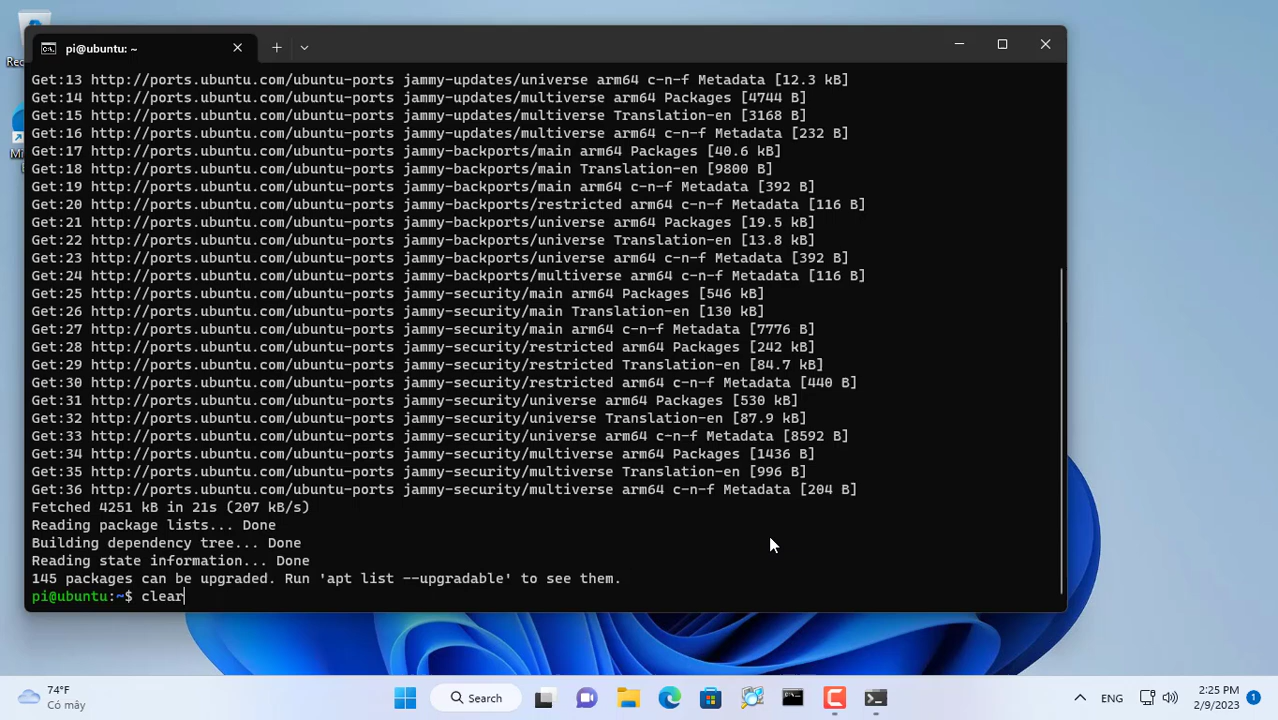 Rec
Mi
b
pi@ubuntu: ~
Get:13 http://ports.ubuntu.com/ubuntu-ports jammy-updates/universe arm64 c-n-f Metadata [12.3 kB]
Get:14 http://ports.ubuntu.com/ubuntu-ports jammy-updates/multiverse arm64 Packages [4744 B]
Get:15 http://ports.ubuntu.com/ubuntu-ports jammy-updates/multiverse Translation-en [3168 B]
Get:16 http://ports.ubuntu.com/ubuntu-ports jammy-updates/multiverse arm64 c-n-f Metadata [232 B]
Get:17 http://ports.ubuntu.com/ubuntu-ports jammy-backports/main arm64 Packages [40.6 kB]
Get:18 http://ports.ubuntu.com/ubuntu-ports jammy-backports/main Translation-en [9800 B]
Get:19 http://ports.ubuntu.com/ubuntu-ports jammy-backports/main arm64 c-n-f Metadata [392 B]
Get:20 http://ports.ubuntu.com/ubuntu-ports jammy-backports/restricted arm64 c-n-f Metadata [116 B]
Get:21 http://ports.ubuntu.com/ubuntu-ports jammy-backports/universe arm64 Packages [19.5 kB]
Get:22 http://ports.ubuntu.com/ubuntu-ports jammy-backports/universe Translation-en [13.8 kB]
Get:23 http://ports.ubuntu.com/ubuntu-ports jammy-backports/universe arm64 c-n-f Metadata [392 B]
Get:24 http://ports.ubuntu.com/ubuntu-ports jammy-backports/multiverse arm64 c-n-f Metadata [116 B]
Get:25 http://ports.ubuntu.com/ubuntu-ports jammy-security/main arm64 Packages [546 kB]
Get:26 http://ports.ubuntu.com/ubuntu-ports jammy-security/main Translation-en [130 kB]
Get:27 http://ports.ubuntu.com/ubuntu-ports jammy-security/main arm64 c-n-f Metadata [7776 B]
Get:28 http://ports.ubuntu.com/ubuntu-ports jammy-security/restricted arm64 Packages [242 kB]
Get:29 http://ports.ubuntu.com/ubuntu-ports jammy-security/restricted Translation-en [84.7 kB]
Get:30 http://ports.ubuntu.com/ubuntu-ports jammy-security/restricted arm64 c-n-f Metadata [440 B]
Get:31 http://ports.ubuntu.com/ubuntu-ports jammy-security/universe arm64 Packages [530 kB]
Get:32 http://ports.ubuntu.com/ubuntu-ports jammy-security/universe Translation-en [87.9 kB]
Get:33 http://ports.ubuntu.com/ubuntu-ports jammy-security/universe arm64 c-n-f Metadata [8592 B]
Get:34 http://ports.ubuntu.com/ubuntu-ports jammy-security/multiverse arm64 Packages [1436 B]
Get:35 http://ports.ubuntu.com/ubuntu-ports jammy-security/multiverse Translation-en [996 B]
Get:36 http://ports.ubuntu.com/ubuntu-ports jammy-security/multiverse arm64 c-n-f Metadata [204 B]
Fetched 4251 kB in 21s (207 kB/s)
Reading package lists... Done
Building dependency tree... Done
Reading state information... Done
145 packages can be upgraded. Run 'apt list --upgradable' to see them.
pi@ubuntu:~$ clear
74°F
Có mây
Search
ENG
2:25 PM
2/9/2023
1